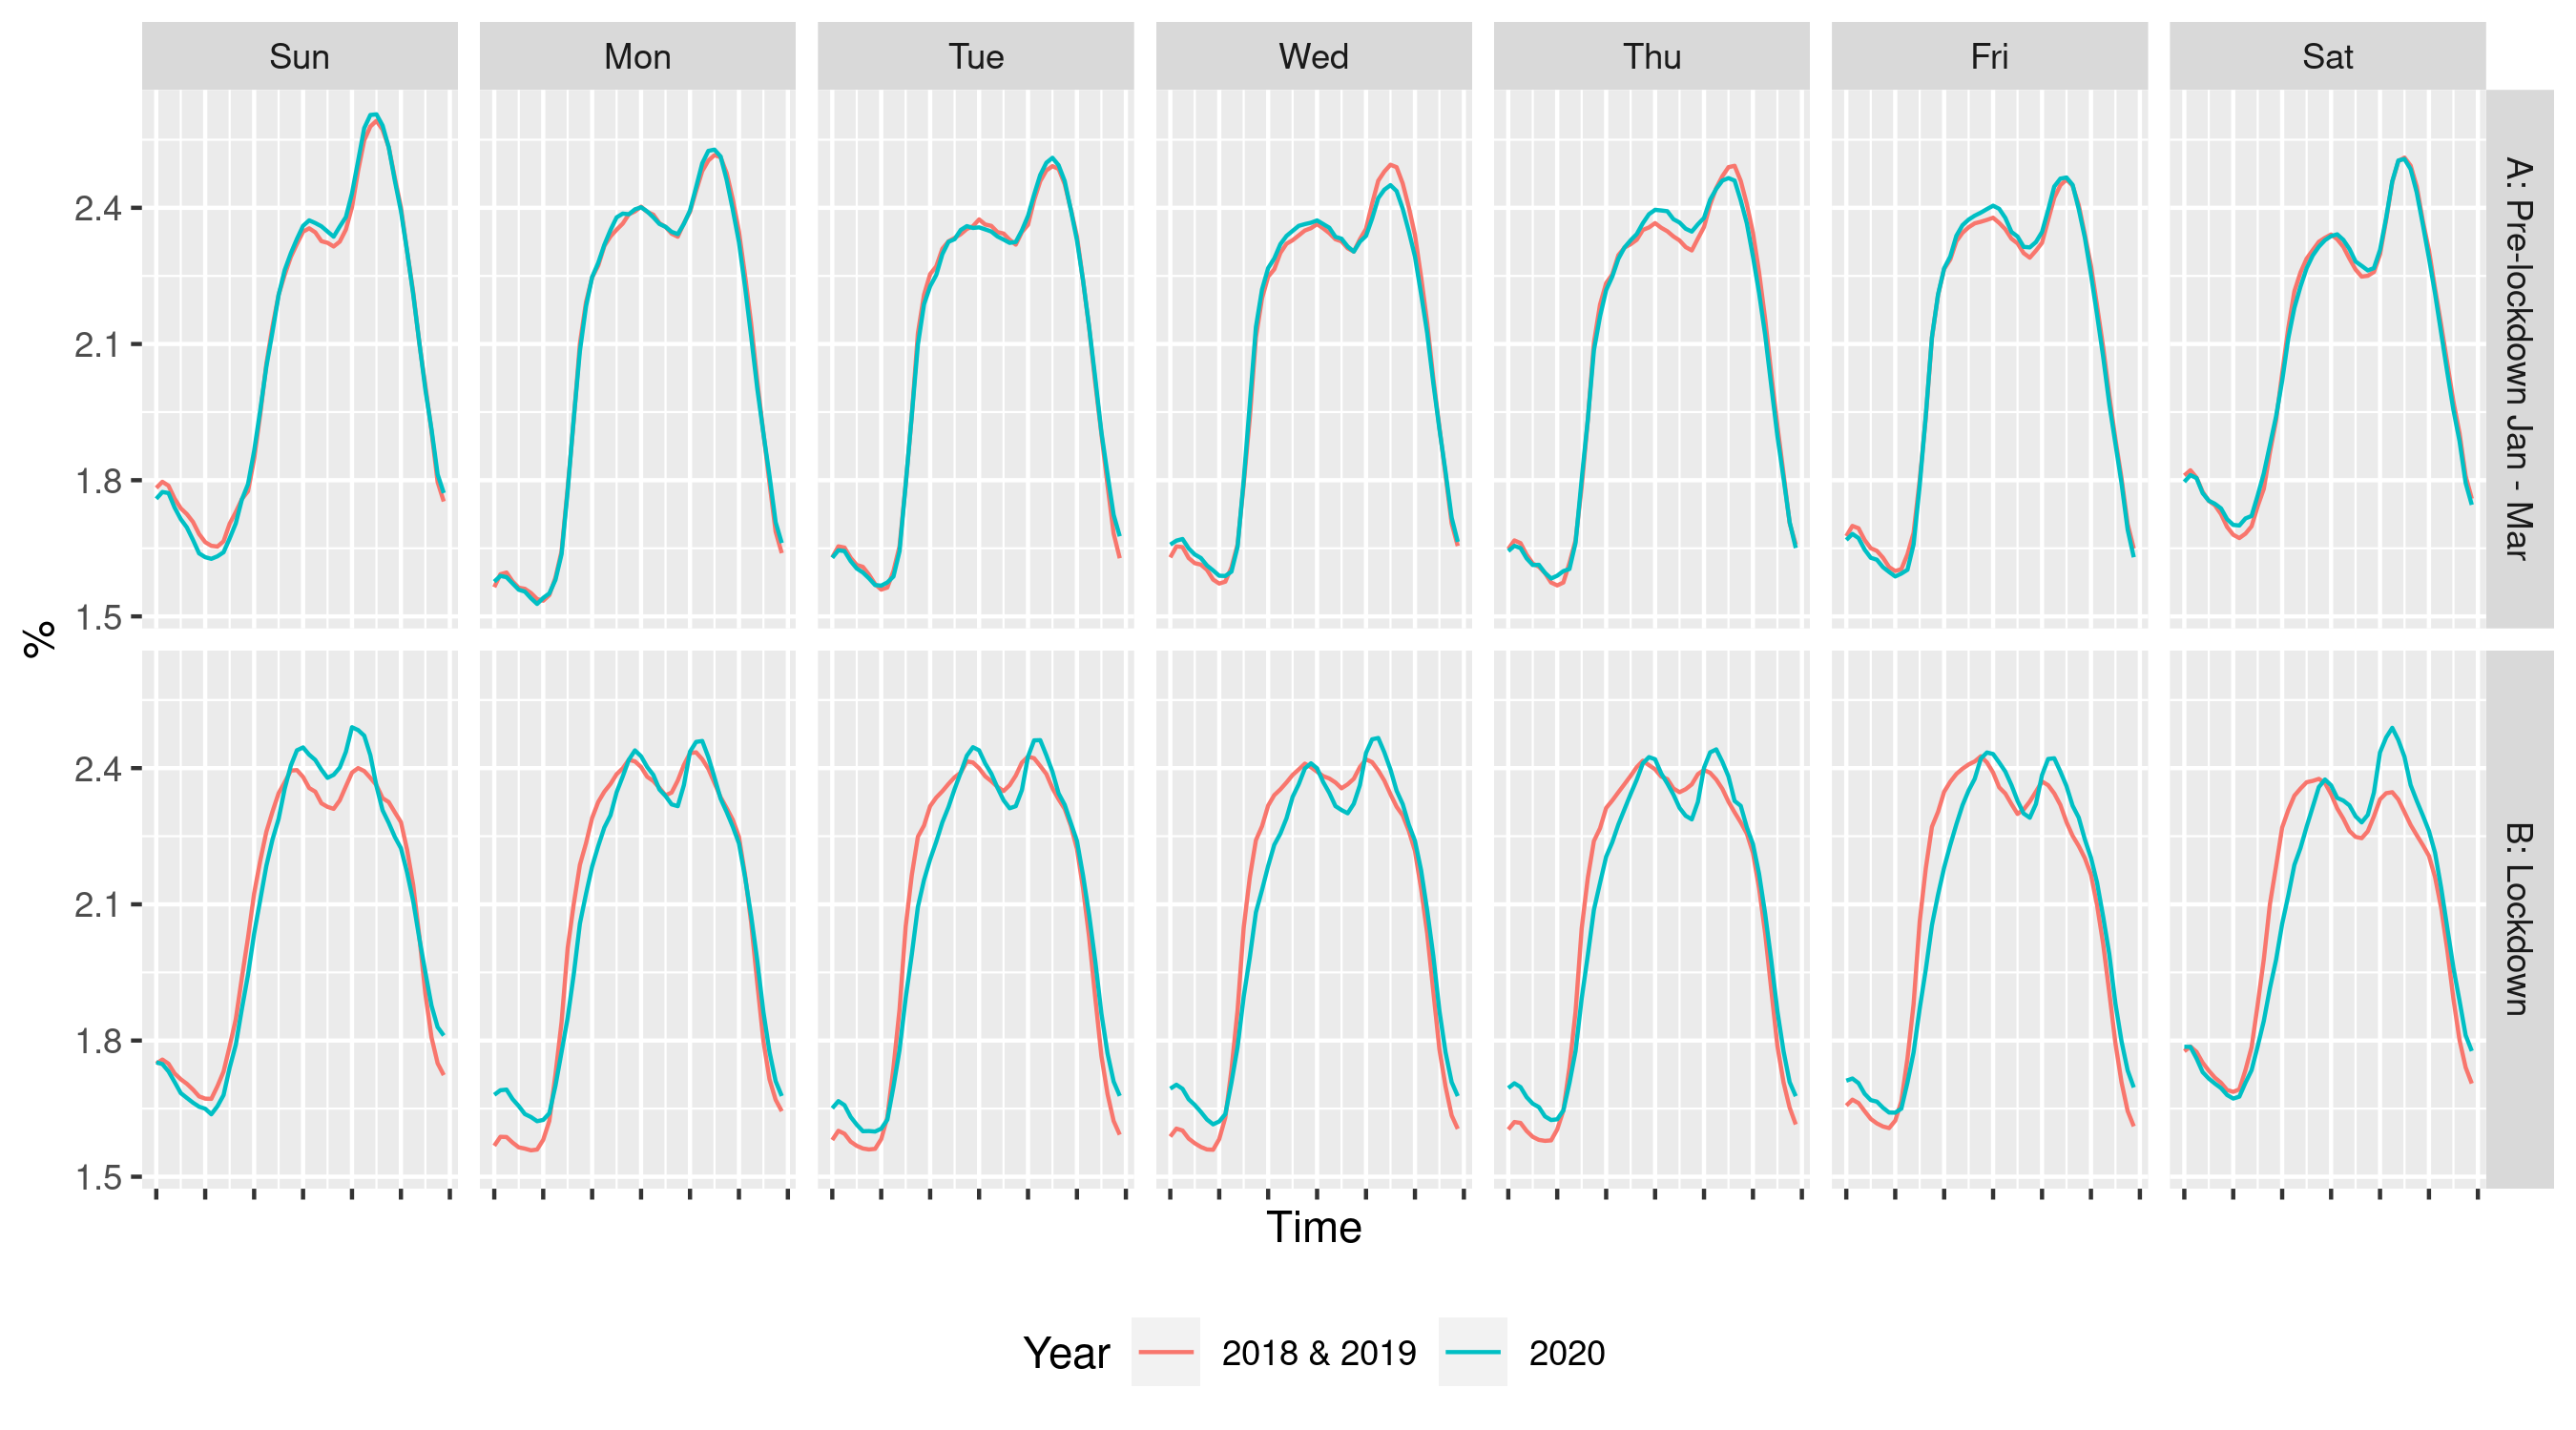 Sun Mon Tue Wed Thu Fri Sat
2.4
2.1
1.8
1.5
A: Pre-lockdown Jan - Mar
%
2.4
2.1
1.8
1.5
B: Lockdown
Time
Year 2018 & 2019 2020